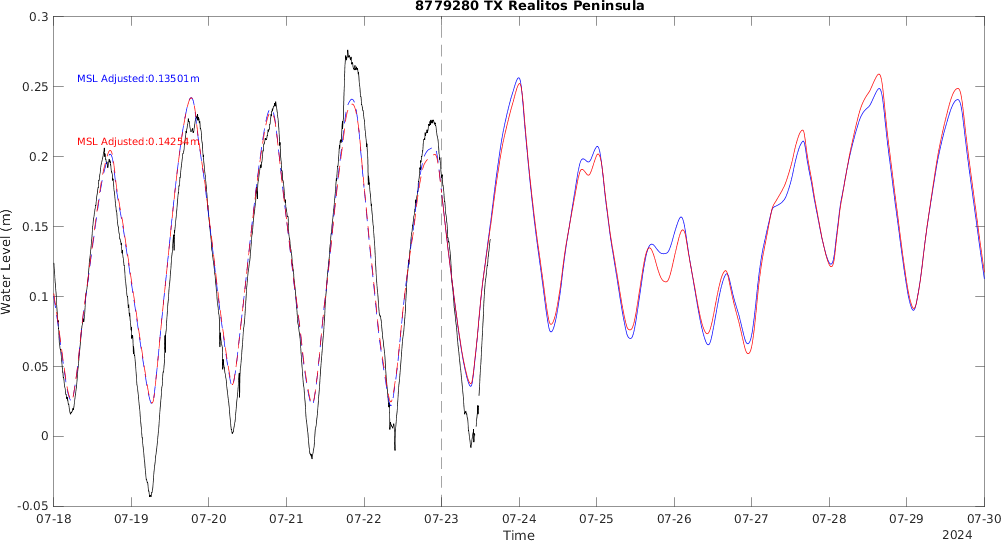 8779280 TX Realitos Peninsula
0.3
0.25
0.2
0.15
0.1
0.05
0
-0.05
Water Level (m)
MSL Adjusted:0.13501m
MSL Adjusted:0.14254m
07-18 07-19 07-20 07-21 07-22 07-23 07-24 07-25 07-26 07-27 07-28 07-29 07-30
Time
2024